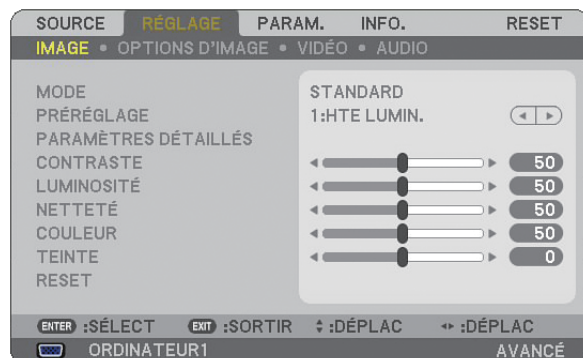 SOURCE RÉGLAGE PARAM. INFO. RESET
IMAGE • OPTIONS D'IMAGE • VIDÉO • AUDIO
MODE STANDARD
PRÉRÉGLAGE 1:HTE LUMIN.
PARAMÈTRES DÉTAILLÉS
CONTRASTE 50
LUMINOSITÉ 50
NETTETÉ 50
COULEUR 50
TEINTE 0
RESET
ENTER :SÉLECT EXIT :SORTIR :DÉPLAC :DÉPLAC
ORDINATEUR1 AVANCÉ